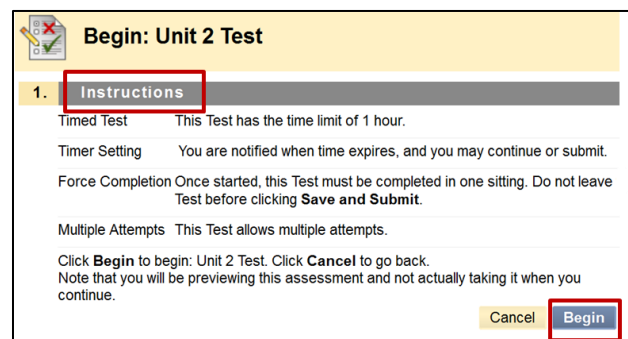 Begin: Unit 2 Test
1. Instructions
Timed Test This Test has the time limit of 1 hour.
Timer Setting You are notified when time expires, and you may continue or submit.
Force Completion Once started, this Test must be completed in one sitting. Do not leave
Test before clicking Save and Submit.
Multiple Attempts This Test allows multiple attempts.
Click Begin to begin: Unit 2 Test. Click Cancel to go back.
Note that you will be previewing this assessment and not actually taking it when you
continue.
Cancel Begin